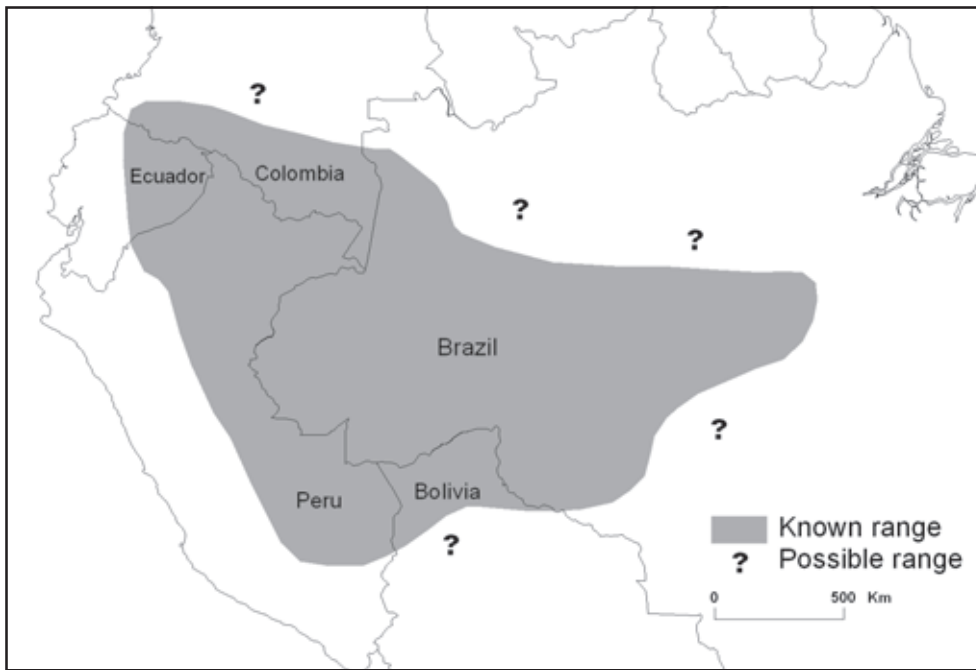 ?
Ecuador
Colombia
?
?
Brazil
?
Peru
Bolivia
?
Known range
? Possible range
0 500 Km